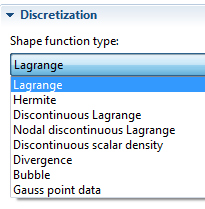 Discretization
Shape function type:
Lagrange
Lagrange
Hermite
Discontinuous Lagrange
Nodal discontinuous Lagrange
Discontinuous scalar density
Divergence
Bubble
Gauss point data